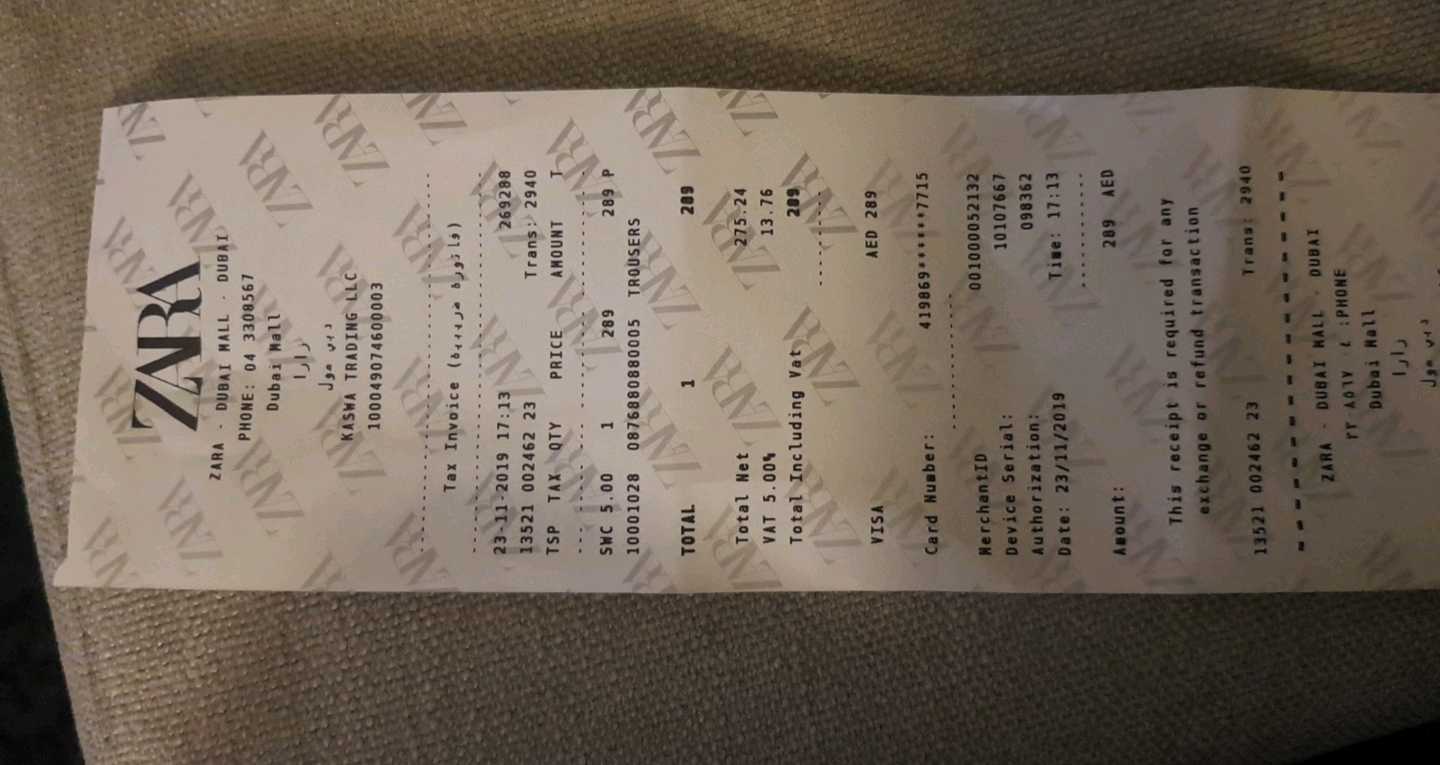 ZARA
ZARA - DUBAI MALL - DUBAI
PHONE: 04 3308567
Dubai Mall
زارا
دبي مول
KASWA TRADING LLC
100049074600003
Tax Invoice (فاتورة ضريبية)
23-11-2019 17:13 269288
13521 002462 23 Trans: 2940
TSP TAX QTY PRICE AMOUNT T
SWC 5.00 1 289 289 P
10001028 08768808800005 TROUSERS
TOTAL 1 289
Total Net 275.24
VAT 5.00% 13.76
Total Including Vat 289
VISA AED 289
Card Number: 419869******7715
MerchantID 001000052132
Device Serial: 10107667
Authorization: 098362
Date: 23/11/2019 Time: 17:13
Amount: 289 AED
This receipt is required for any
exchange or refund transaction
13521 002462 23 Trans: 2940
ZARA - DUBAI MALL - DUBAI
٣٣٠٨٥٦٧ ٠٤ :PHONE
Dubai Mall
زارا
دبي مول